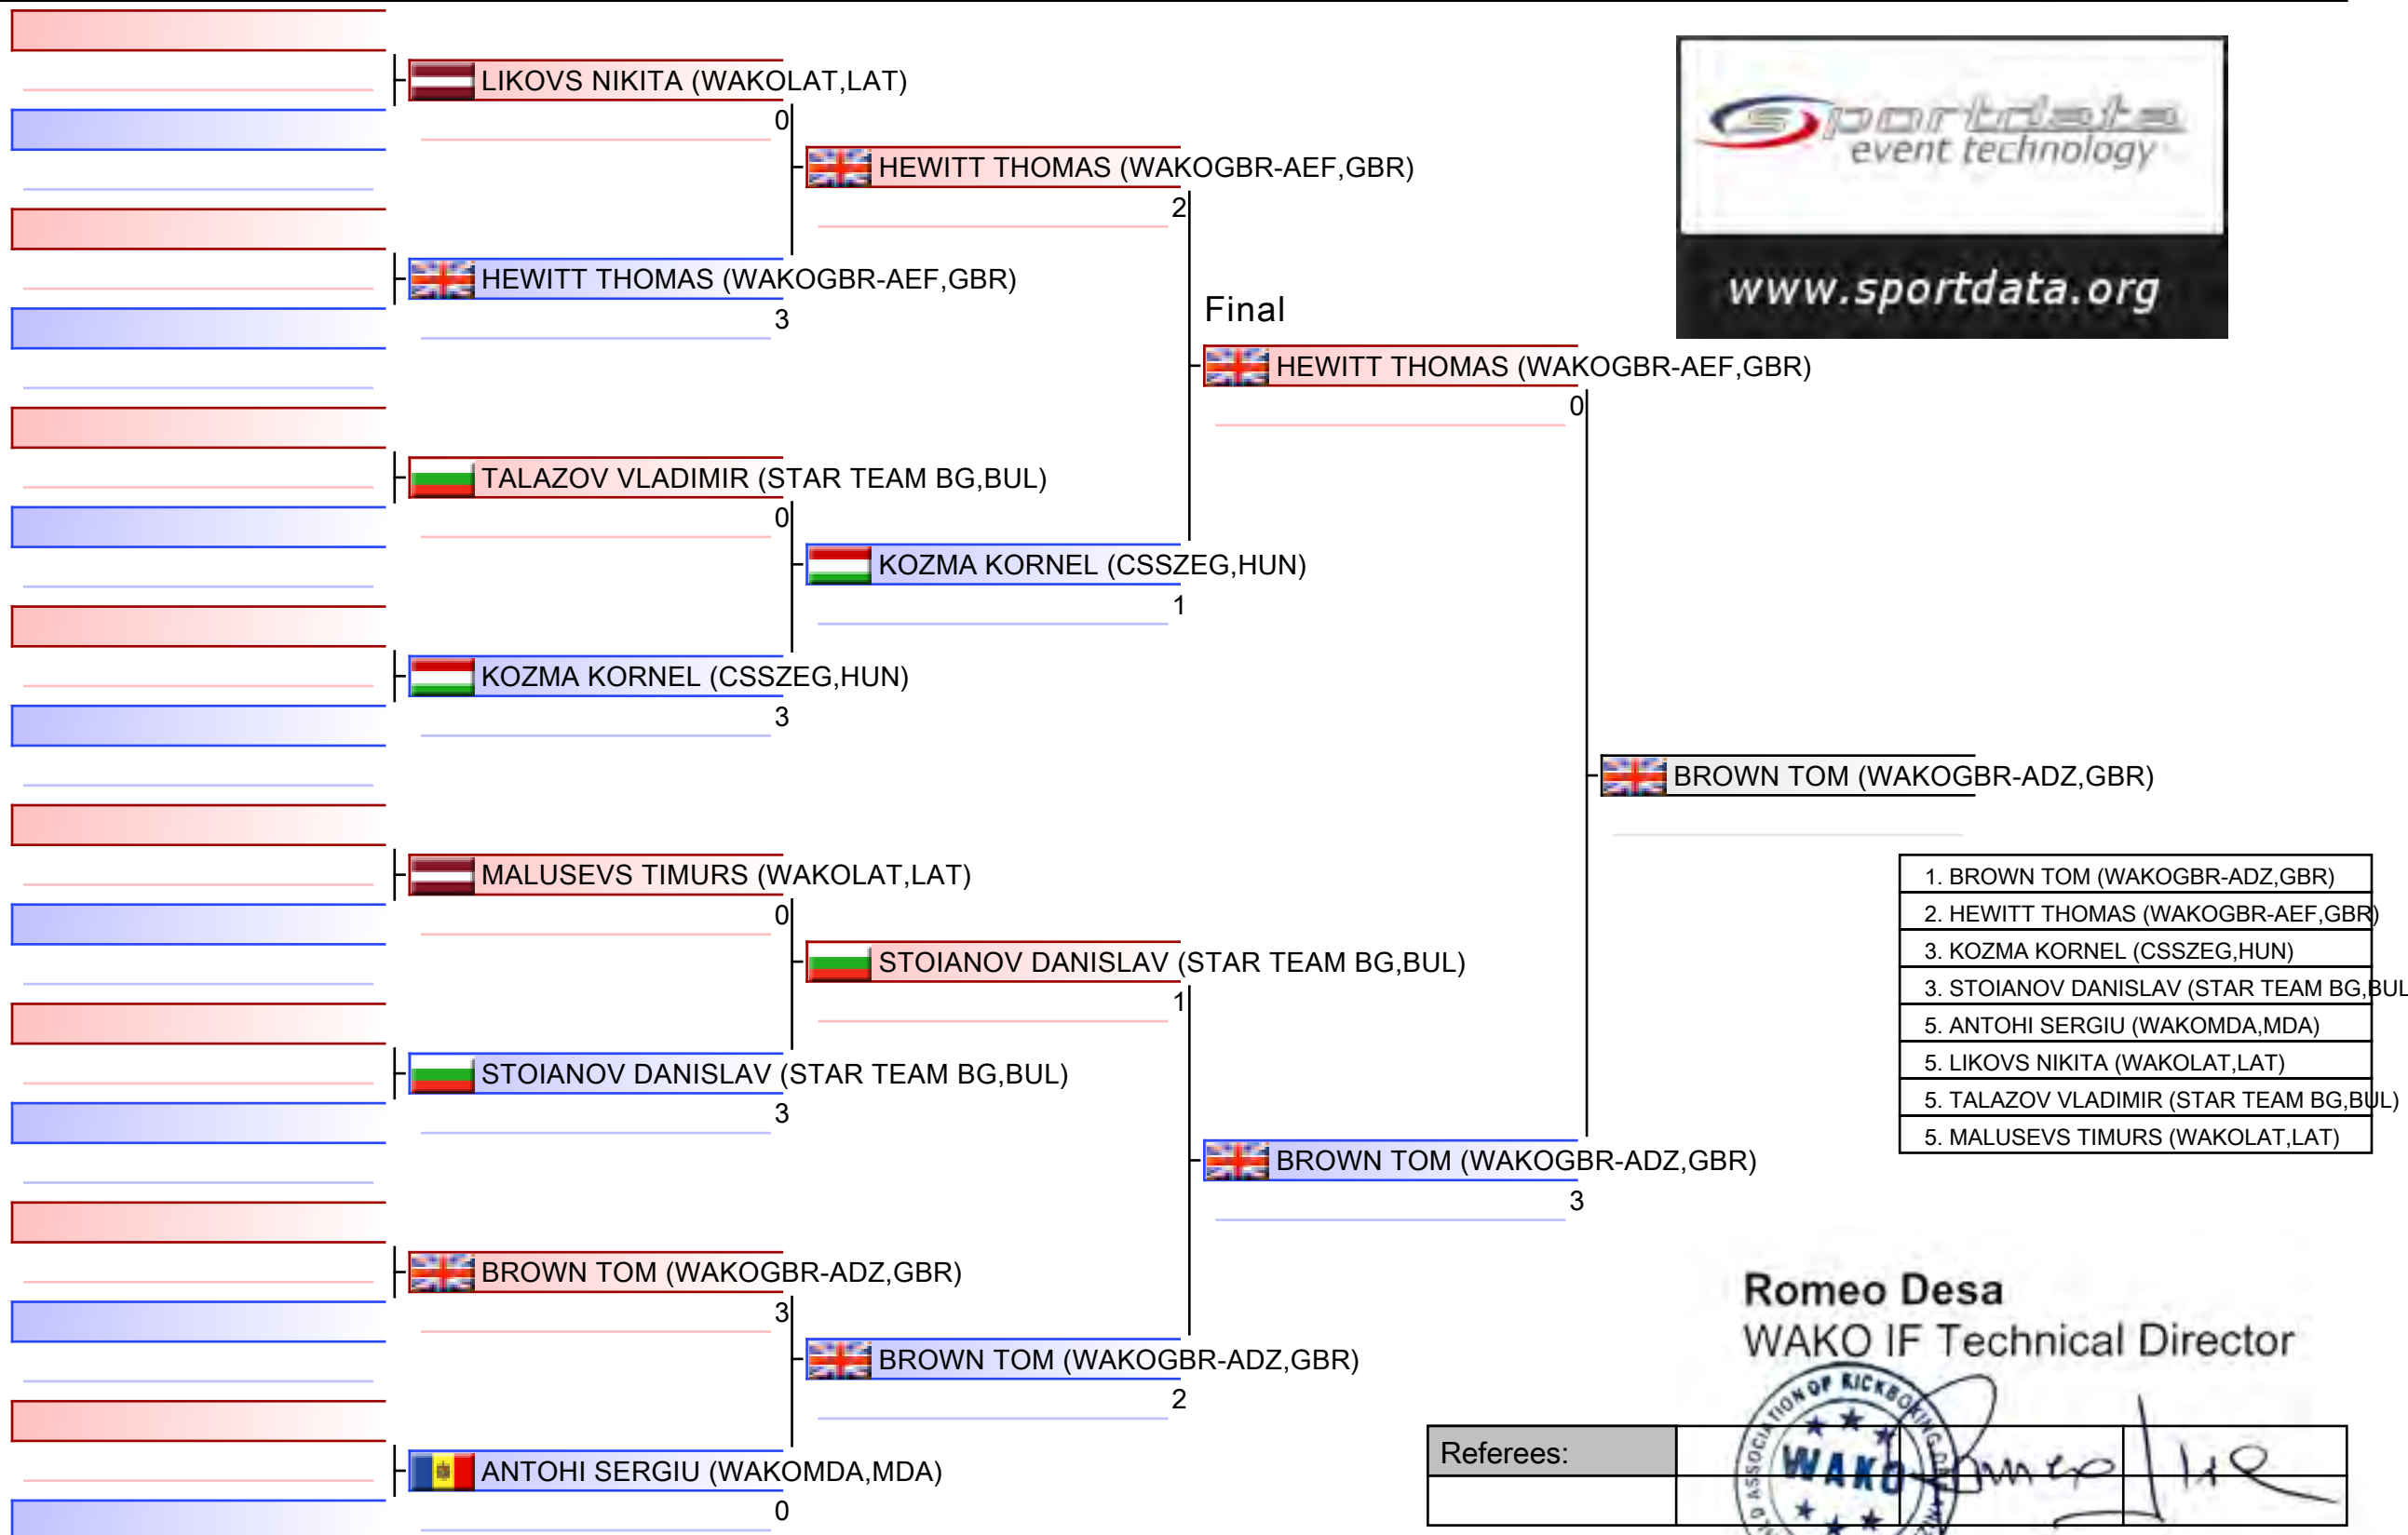 LIKOVS NIKITA (WAKOLAT,LAT)
0
HEWITT THOMAS (WAKOGBR-AEF,GBR)
3
TALAZOV VLADIMIR (STAR TEAM BG,BUL)
0
KOZMA KORNEL (CSSZEG,HUN)
3
MALUSEVS TIMURS (WAKOLAT,LAT)
0
STOIANOV DANISLAV (STAR TEAM BG,BUL)
3
BROWN TOM (WAKOGBR-ADZ,GBR)
3
ANTOHI SERGIU (WAKOMDA,MDA)
0
HEWITT THOMAS (WAKOGBR-AEF,GBR)
2
KOZMA KORNEL (CSSZEG,HUN)
1
STOIANOV DANISLAV (STAR TEAM BG,BUL)
1
BROWN TOM (WAKOGBR-ADZ,GBR)
2
Final
HEWITT THOMAS (WAKOGBR-AEF,GBR)
0
BROWN TOM (WAKOGBR-ADZ,GBR)
3
BROWN TOM (WAKOGBR-ADZ,GBR)
sportdata
event technology
www.sportdata.org
1. BROWN TOM (WAKOGBR-ADZ,GBR)
2. HEWITT THOMAS (WAKOGBR-AEF,GBR)
3. KOZMA KORNEL (CSSZEG,HUN)
3. STOIANOV DANISLAV (STAR TEAM BG,BUL
5. ANTOHI SERGIU (WAKOMDA,MDA)
5. LIKOVS NIKITA (WAKOLAT,LAT)
5. TALAZOV VLADIMIR (STAR TEAM BG,BUL)
5. MALUSEVS TIMURS (WAKOLAT,LAT)
Romeo Desa
WAKO IF Technical Director
ASSOCIATION OF KICKBOXING
WAKO
Referees: